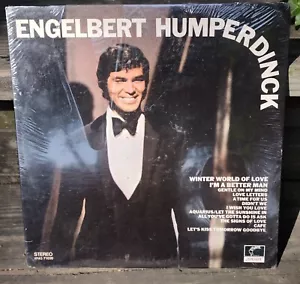 ENGELBERT HUMPERDINCK
WINTER WORLD OF LOVE
I'M A BETTER MAN
GENTLE ON MY MIND
LOVE LETTERS
A TIME FOR US
DIDN'T WE
I WISH YOU LOVE
AQUARIUS/LET THE SUNSHINE IN
ALL YOU'VE GOTTA DO IS ASK
THE SIGNS OF LOVE
CAFE
LET'S KISS TOMORROW GOODBYE
STEREO